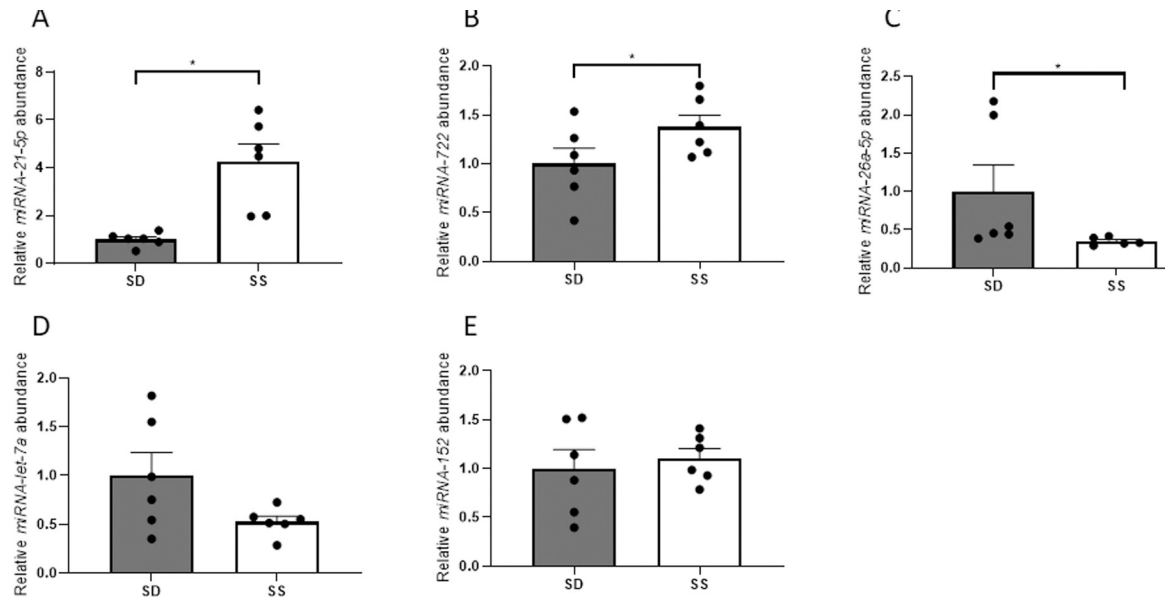 A
Relative miRNA-21-5p abundance
8
6
4
2
0
*
SD
SS
B
Relative miRNA-722 abundance
2.0
1.5
1.0
0.5
0.0
*
SD
SS
C
Relative miRNA-26a-5p abundance
2.5
2.0
1.5
1.0
0.5
0.0
*
SD
SS
D
Relative miRNA-let-7a abundance
2.0
1.5
1.0
0.5
0.0
SD
SS
E
Relative miRNA-152 abundance
2.0
1.5
1.0
0.5
0.0
SD
SS